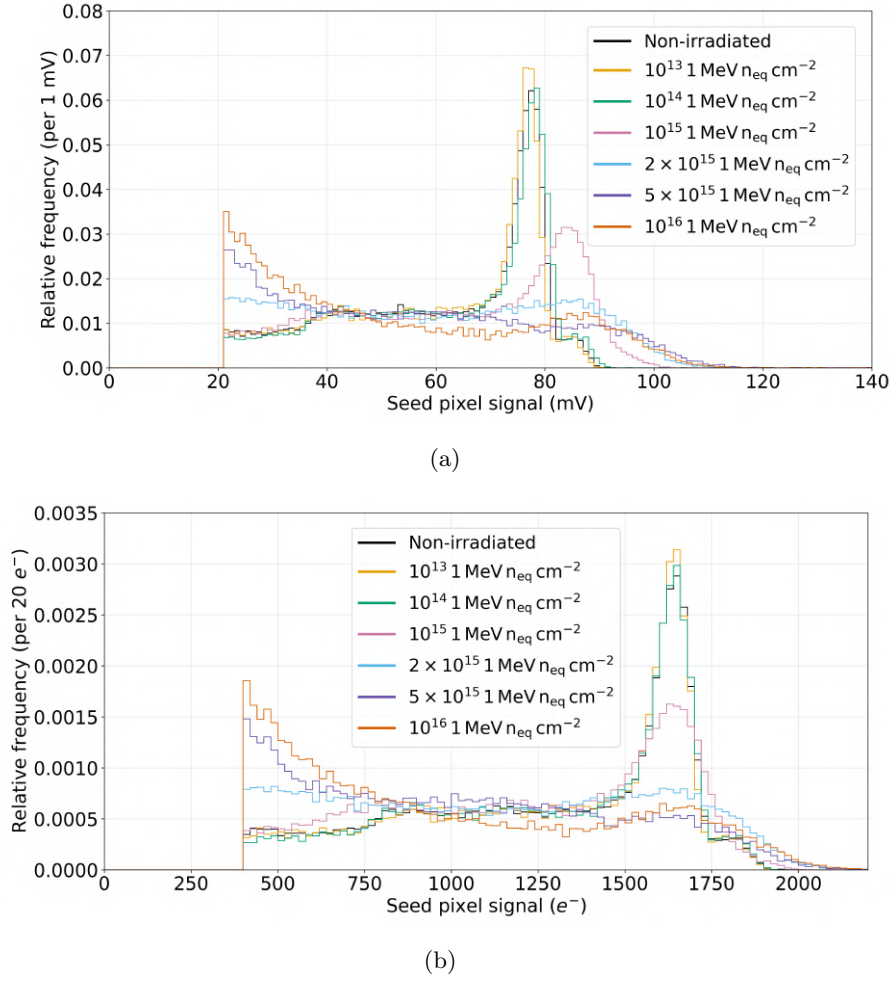 0.08
0.07
0.06
0.05
0.04
0.03
0.02
0.01
0.00
Relative frequency (per 1 mV)
Non-irradiated
10¹³ 1 MeV n_eq cm⁻²
10¹⁴ 1 MeV n_eq cm⁻²
10¹⁵ 1 MeV n_eq cm⁻²
2 × 10¹⁵ 1 MeV n_eq cm⁻²
5 × 10¹⁵ 1 MeV n_eq cm⁻²
10¹⁶ 1 MeV n_eq cm⁻²
0 20 40 60 80 100 120 140
Seed pixel signal (mV)
(a)
0.0035
0.0030
0.0025
0.0020
0.0015
0.0010
0.0005
0.0000
Relative frequency (per 20 e⁻)
Non-irradiated
10¹³ 1 MeV n_eq cm⁻²
10¹⁴ 1 MeV n_eq cm⁻²
10¹⁵ 1 MeV n_eq cm⁻²
2 × 10¹⁵ 1 MeV n_eq cm⁻²
5 × 10¹⁵ 1 MeV n_eq cm⁻²
10¹⁶ 1 MeV n_eq cm⁻²
0 250 500 750 1000 1250 1500 1750 2000
Seed pixel signal (e⁻)
(b)